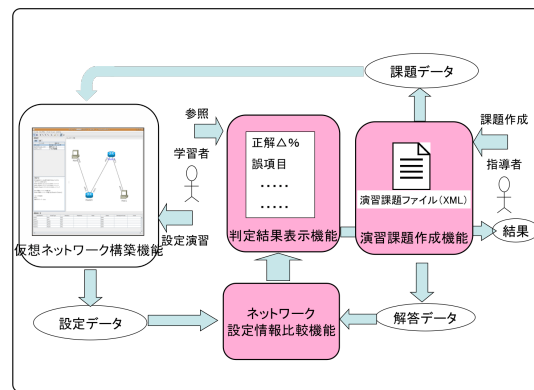 課題データ
参照
学習者
設定演習
仮想ネットワーク構築機能
正解△%
誤項目
.....
.....
判定結果表示機能
演習課題ファイル(XML)
演習課題作成機能
課題作成
指導者
結果
設定データ
ネットワーク
設定情報比較機能
解答データ